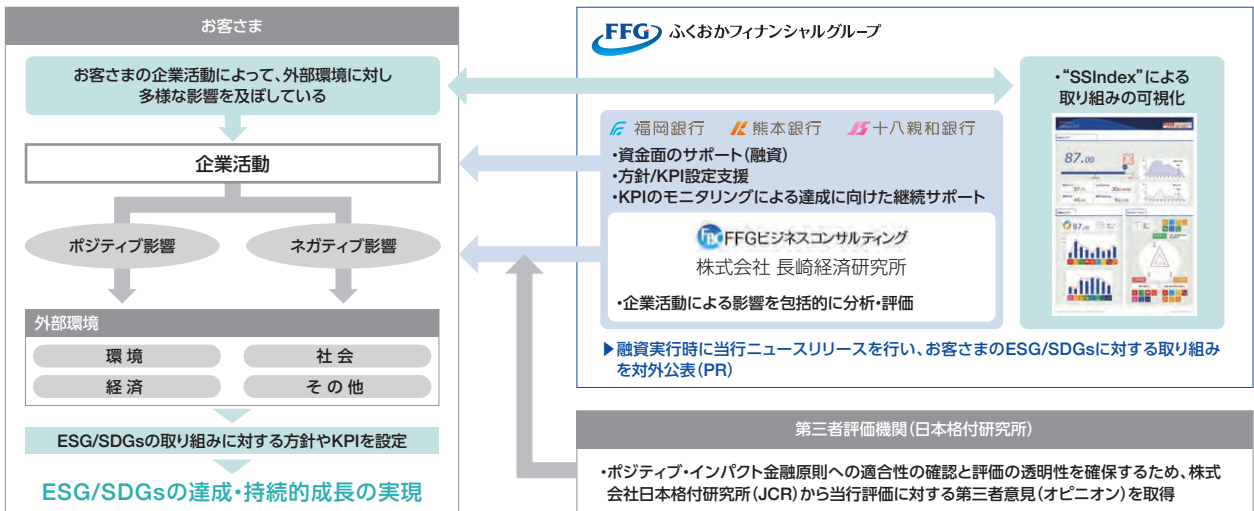 お客さま
お客さまの企業活動によって、外部環境に対し
多様な影響を及ぼしている
企業活動
ポジティブ影響
ネガティブ影響
外部環境
環 境
社 会
経 済
そ の 他
ESG/SDGsの取り組みに対する方針やKPIを設定
ESG/SDGsの達成・持続的成長の実現
FFG ふくおかフィナンシャルグループ
福岡銀行 熊本銀行 十八親和銀行
・資金面のサポート(融資)
・方針/KPI設定支援
・KPIのモニタリングによる達成に向けた継続サポート
FBC FFGビジネスコンサルティング
株式会社 長崎経済研究所
・企業活動による影響を包括的に分析・評価
・“SSIndex”による
取り組みの可視化
87.00
▶融資実行時に当行ニュースリリースを行い、お客さまのESG/SDGsに対する取り組み
を対外公表(PR)
第三者評価機関(日本格付研究所)
・ポジティブ・インパクト金融原則への適合性の確認と評価の透明性を確保するため、株式
会社日本格付研究所(JCR)から当行評価に対する第三者意見(オピニオン)を取得